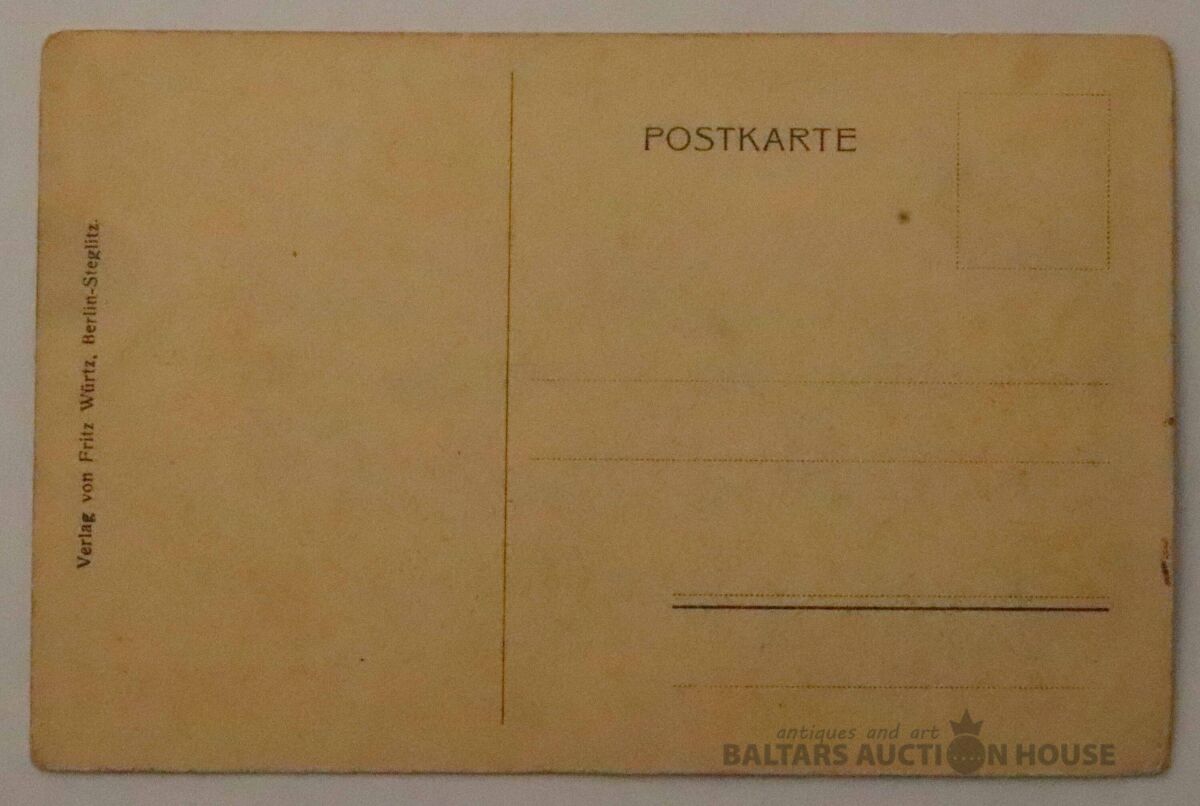 POSTKARTE
Verlag von Fritz Würtz, Berlin-Steglitz.
antiques and art
BALTARS AUCTION HOUSE